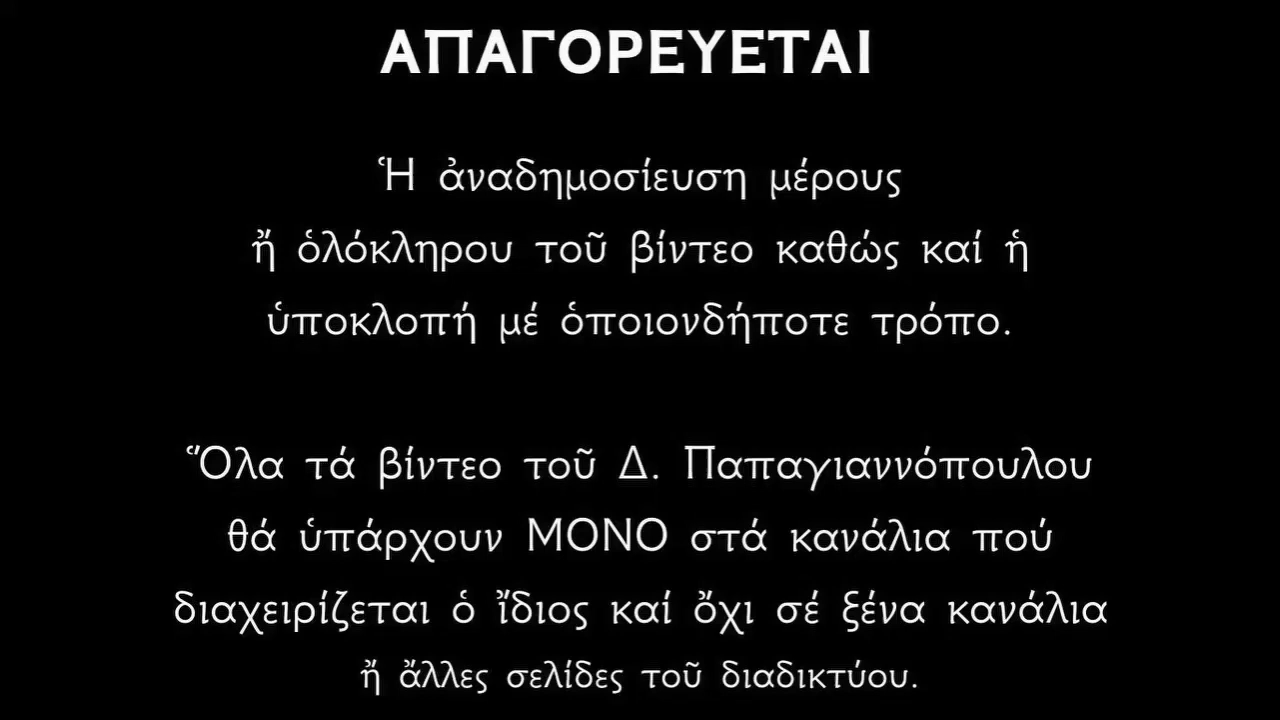 ΑΠΑΓΟΡΕΥΕΤΑΙ
Ἡ ἀναδημοσίευση μέρους
ἤ ὁλόκληρου τοῦ βίντεο καθώς καί ἡ
ὑποκλοπή μέ ὁποιονδήποτε τρόπο.
Ὅλα τά βίντεο τοῦ Δ. Παπαγιαννόπουλου
θά ὑπάρχουν ΜΟΝΟ στά κανάλια πού
διαχειρίζεται ὁ ἴδιος καί ὄχι σέ ξένα κανάλια
ἤ ἄλλες σελίδες τοῦ διαδικτύου.